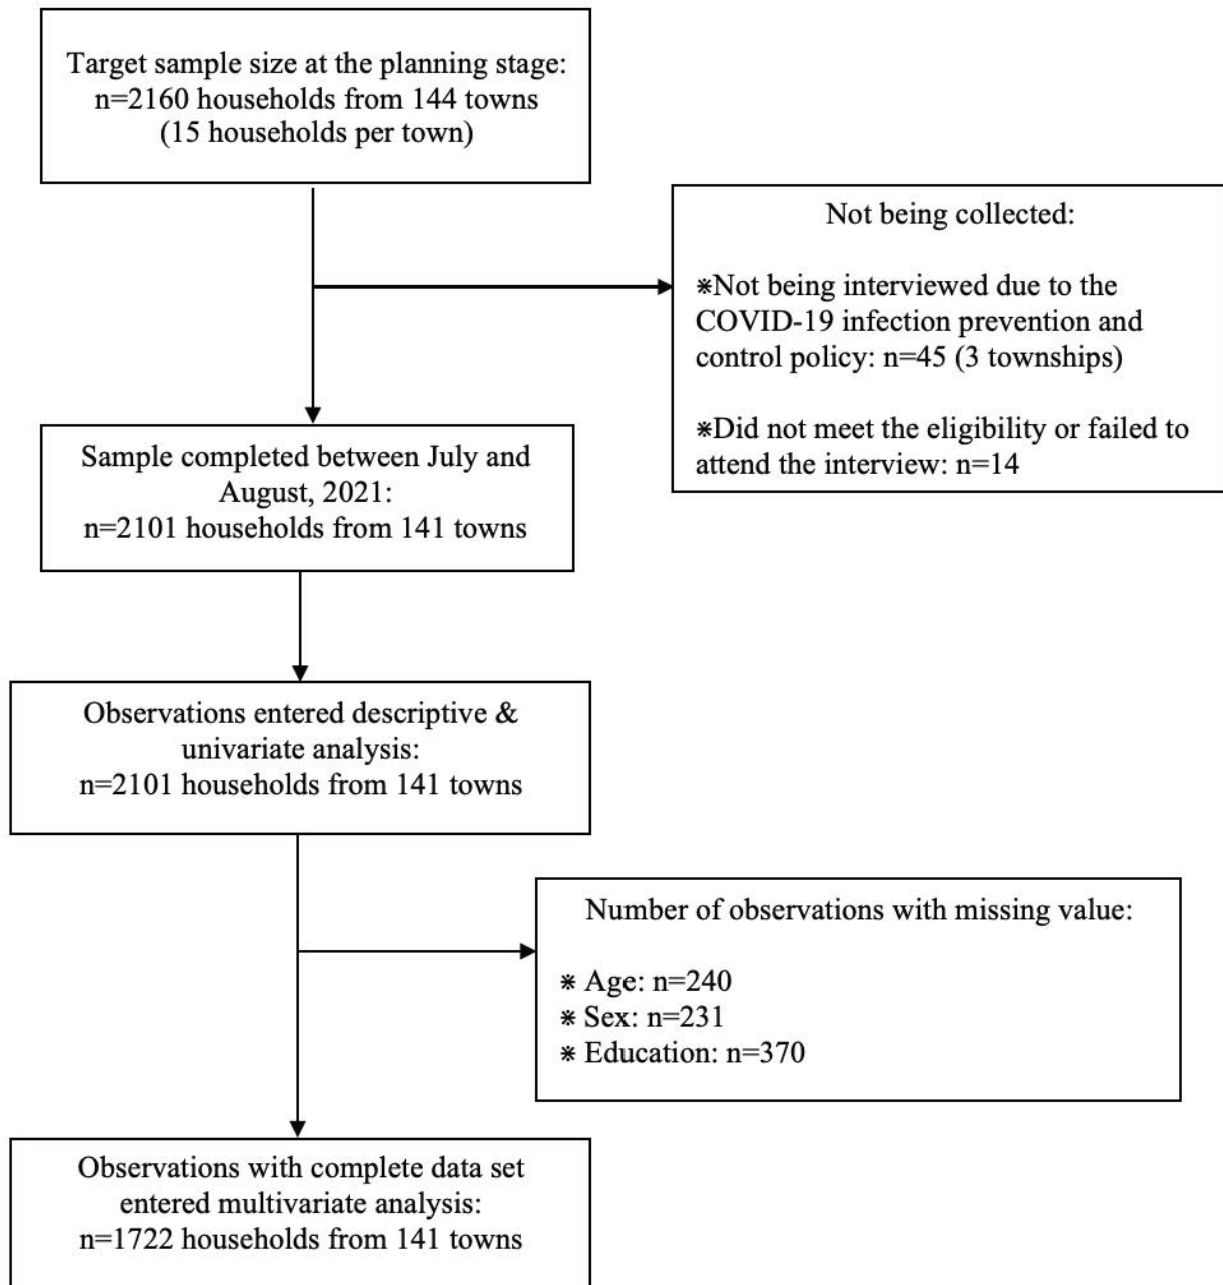 Target sample size at the planning stage:
n=2160 households from 144 towns
(15 households per town)
Not being collected:
⁕Not being interviewed due to the
COVID-19 infection prevention and
control policy: n=45 (3 townships)
⁕Did not meet the eligibility or failed to
attend the interview: n=14
Sample completed between July and
August, 2021:
n=2101 households from 141 towns
Observations entered descriptive &
univariate analysis:
n=2101 households from 141 towns
Number of observations with missing value:
⁕ Age: n=240
⁕ Sex: n=231
⁕ Education: n=370
Observations with complete data set
entered multivariate analysis:
n=1722 households from 141 towns